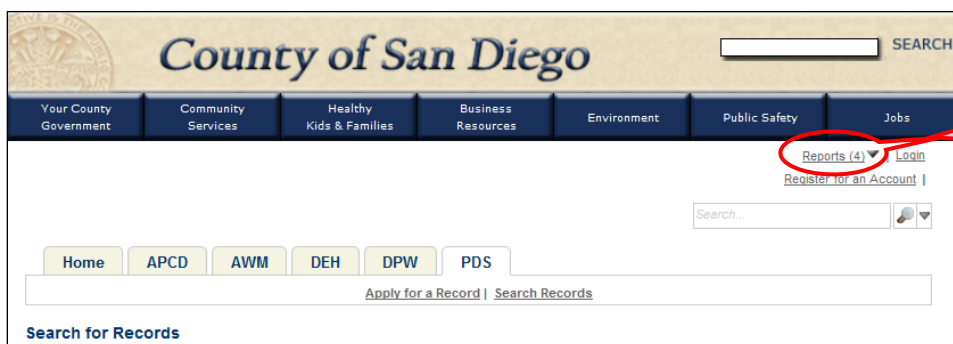 County of San Diego
SEARCH
Your County Government
Community Services
Healthy Kids & Families
Business Resources
Environment
Public Safety
Jobs
Reports (4) | Login
Register for an Account |
Search...
Home APCD AWM DEH DPW PDS
Apply for a Record | Search Records
Search for Records